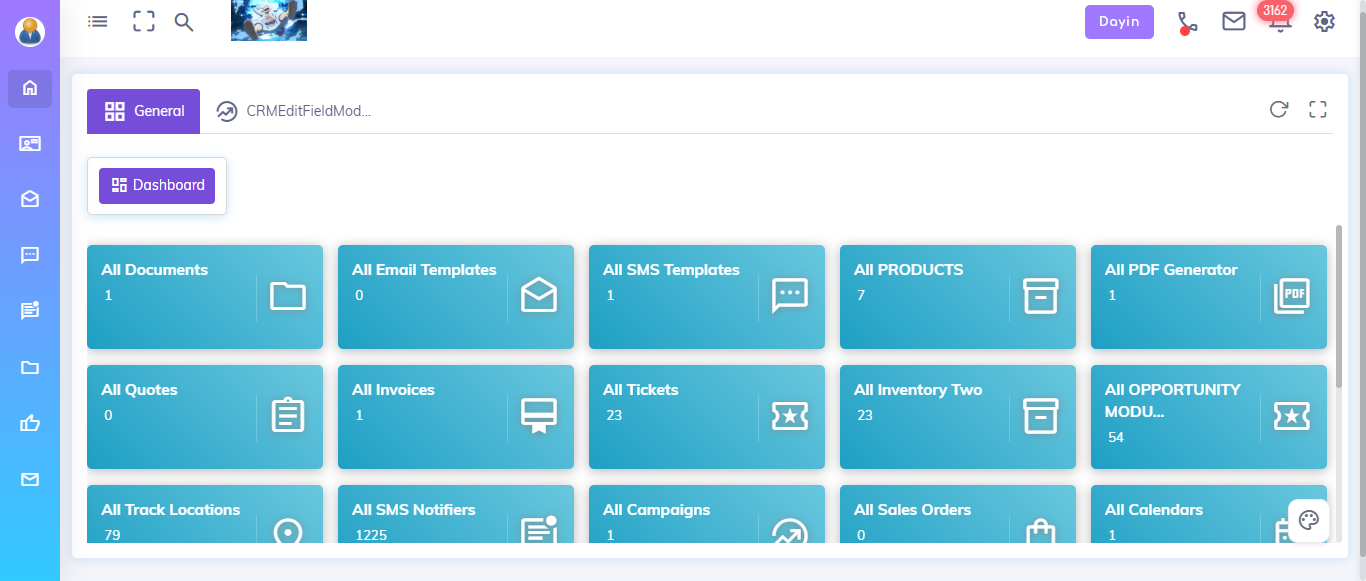 Dayin
3162
General
CRMEditFieldMod...
Dashboard
All Documents
1
All Email Templates
0
All SMS Templates
1
All PRODUCTS
7
All PDF Generator
1
PDF
All Quotes
0
All Invoices
1
All Tickets
23
All Inventory Two
23
All OPPORTUNITY
MODU...
54
All Track Locations
79
All SMS Notifiers
1225
All Campaigns
1
All Sales Orders
0
All Calendars
1